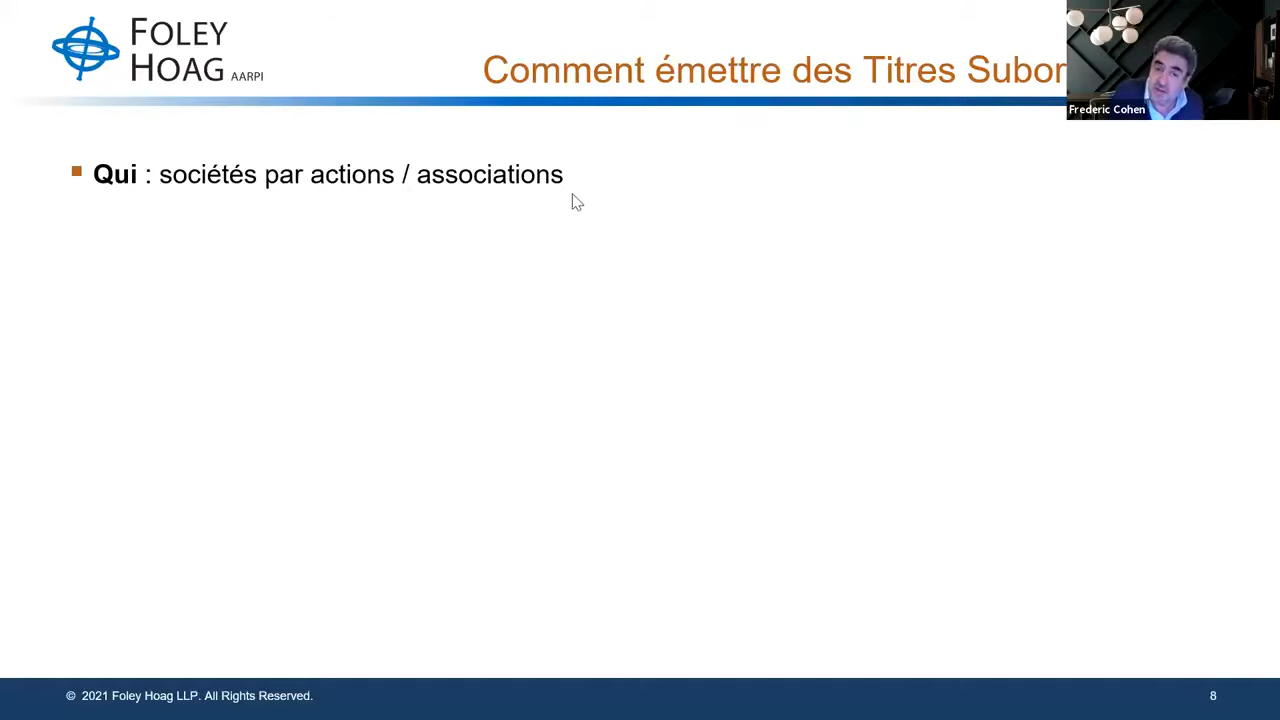 FOLEY
HOAG AARPI
Comment émettre des Titres Subor
Frederic Cohen
Qui : sociétés par actions / associations
© 2021 Foley Hoag LLP. All Rights Reserved.
8